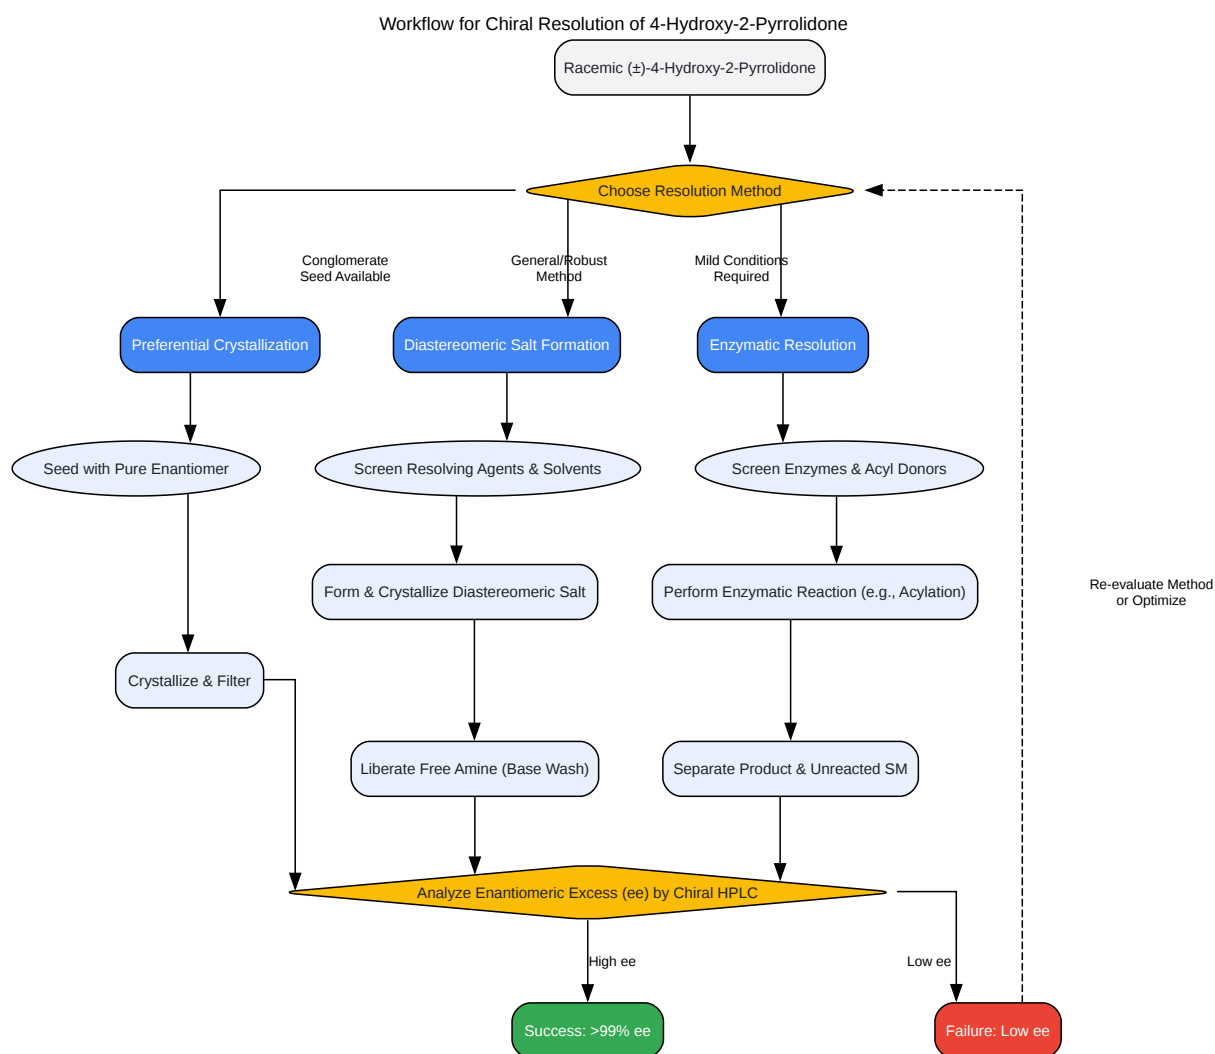 Workflow for Chiral Resolution of 4-Hydroxy-2-Pyrrolidone
Racemic (±)-4-Hydroxy-2-Pyrrolidone
Choose Resolution Method
Conglomerate
Seed Available
General/Robust
Method
Mild Conditions
Required
Preferential Crystallization
Diastereomeric Salt Formation
Enzymatic Resolution
Seed with Pure Enantiomer
Screen Resolving Agents & Solvents
Screen Enzymes & Acyl Donors
Form & Crystallize Diastereomeric Salt
Perform Enzymatic Reaction (e.g., Acylation)
Re-evaluate Method
or Optimize
Crystallize & Filter
Liberate Free Amine (Base Wash)
Separate Product & Unreacted SM
Analyze Enantiomeric Excess (ee) by Chiral HPLC
High ee
Low ee
Success: >99% ee
Failure: Low ee